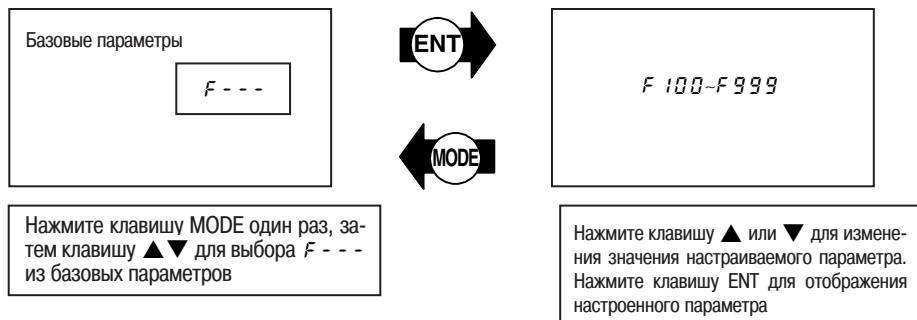 Базовые параметры
F - - -
ENT
MODE
F 100~F 999
Нажмите клавишу MODE один раз, за-
тем клавишу ▲▼ для выбора F - - -
из базовых параметров
Нажмите клавишу ▲ или ▼ для измене-
ния значения настраиваемого параметра.
Нажмите клавишу ENT для отображения
настроенного параметра